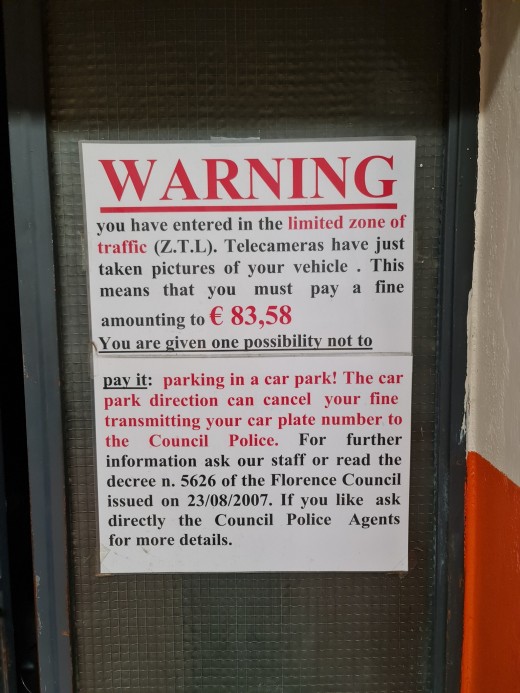 WARNING
you have entered in the limited zone of
traffic (Z.T.L). Telecameras have just
taken pictures of your vehicle . This
means that you must pay a fine
amounting to € 83,58
You are given one possibility not to
pay it: parking in a car park! The car
park direction can cancel your fine
transmitting your car plate number to
the Council Police. For further
information ask our staff or read the
decree n. 5626 of the Florence Council
issued on 23/08/2007. If you like ask
directly the Council Police Agents
for more details.